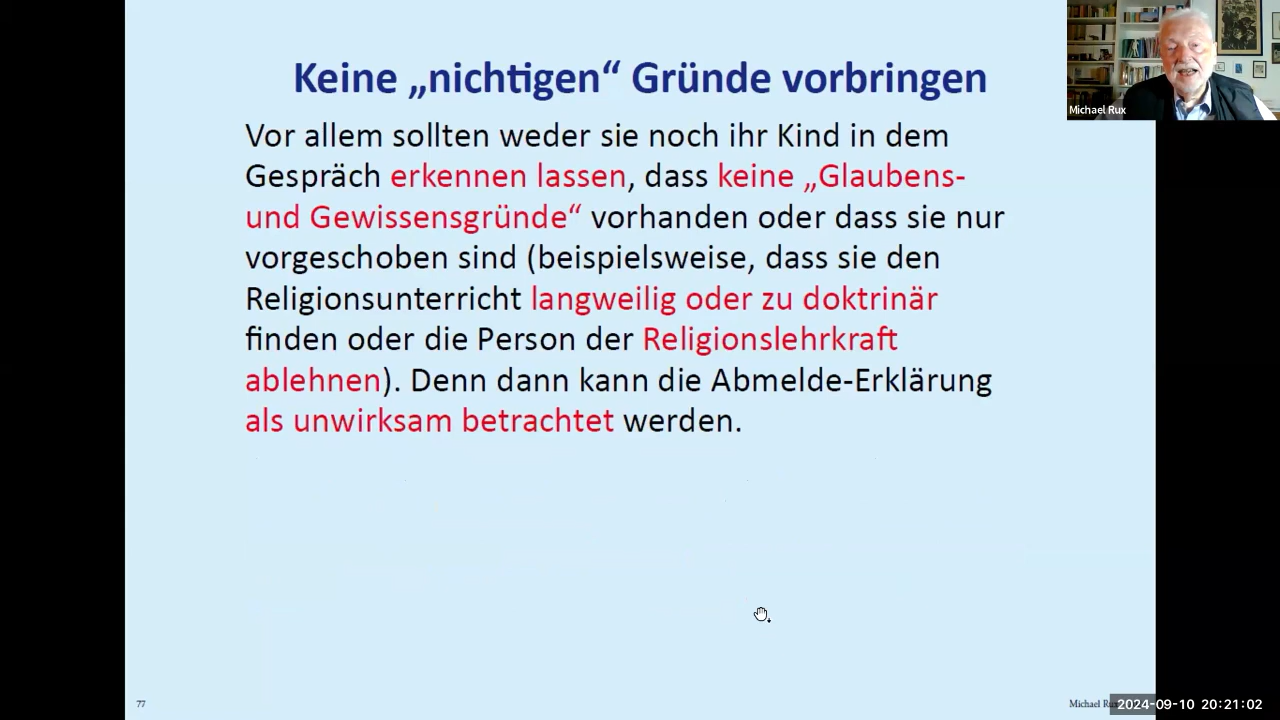 Keine „nichtigen“ Gründe vorbringen
Vor allem sollten weder sie noch ihr Kind in dem
Gespräch erkennen lassen, dass keine „Glaubens-
und Gewissensgründe“ vorhanden oder dass sie nur
vorgeschoben sind (beispielsweise, dass sie den
Religionsunterricht langweilig oder zu doktrinär
finden oder die Person der Religionslehrkraft
ablehnen). Denn dann kann die Abmelde-Erklärung
als unwirksam betrachtet werden.
Michael Rux
77
Michael Rux
2024-09-10 20:21:02